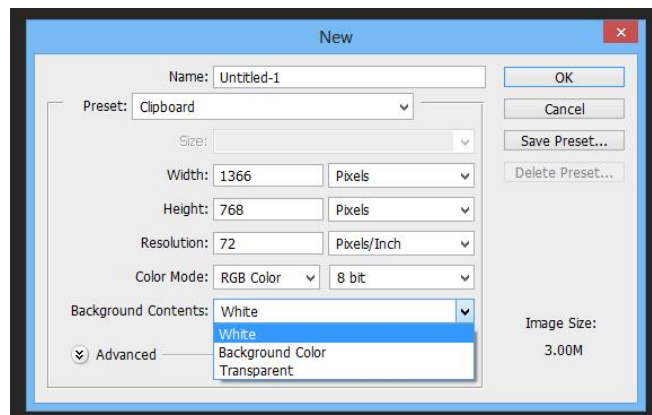 New
Name: Untitled-1
OK
Preset: Clipboard
Cancel
Size:
Save Preset...
Width: 1366 Pixels
Delete Preset...
Height: 768 Pixels
Resolution: 72 Pixels/Inch
Color Mode: RGB Color 8 bit
Background Contents: White
White
Background Color
Transparent
Advanced
Image Size:
3.00M